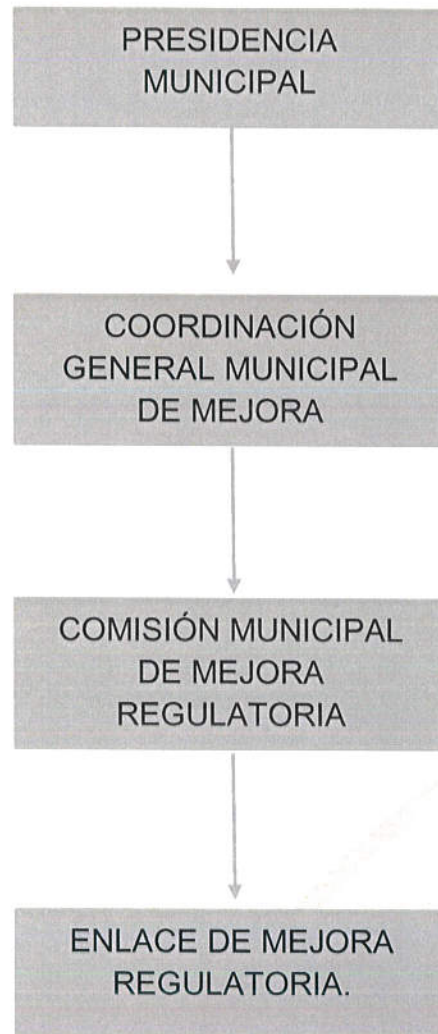 PRESIDENCIA
MUNICIPAL
COORDINACIÓN
GENERAL MUNICIPAL
DE MEJORA
COMISIÓN MUNICIPAL
DE MEJORA
REGULATORIA
ENLACE DE MEJORA
REGULATORIA.